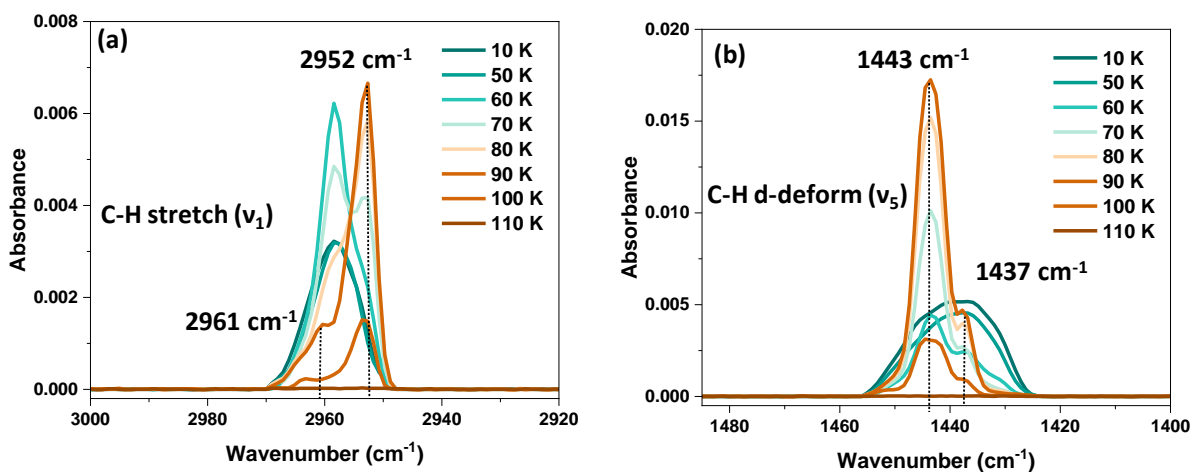 (a)
2952 cm⁻¹
C-H stretch (ν₁)
2961 cm⁻¹
10 K
50 K
60 K
70 K
80 K
90 K
100 K
110 K
Absorbance
0.008
0.006
0.004
0.002
0.000
3000 2980 2960 2940 2920
Wavenumber (cm⁻¹)
(b)
1443 cm⁻¹
C-H d-deform (ν₅)
1437 cm⁻¹
10 K
50 K
60 K
70 K
80 K
90 K
100 K
110 K
Absorbance
0.020
0.015
0.010
0.005
0.000
1480 1460 1440 1420 1400
Wavenumber (cm⁻¹)